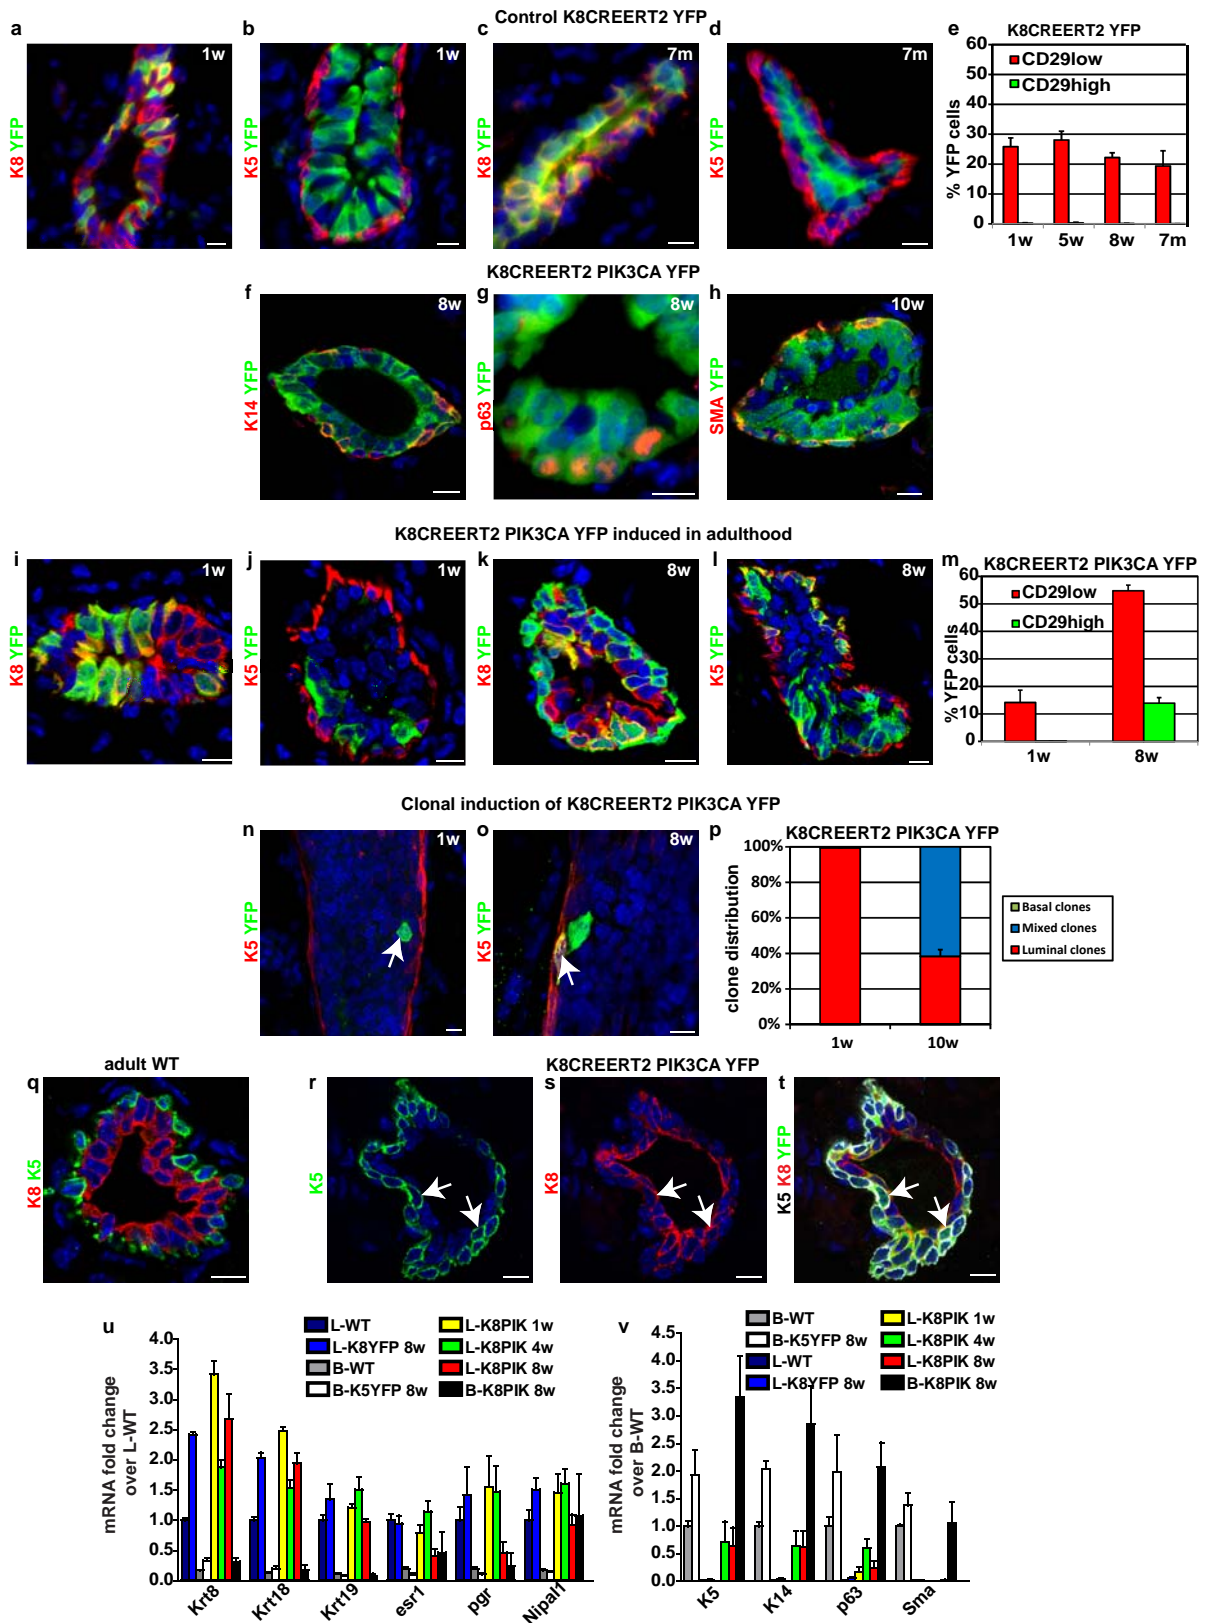 Control K8CREERT2 YFP
a b c d e
K8CREERT2 YFP
1w 1w 7m 7m
K8 YFP
K5 YFP
K8 YFP
K5 YFP
% YFP cells
60
50
40
30
20
10
0
CD29low
CD29high
1w 5w 8w 7m
K8CREERT2 PIK3CA YFP
f g h
8w 8w 10w
K14 YFP
p63 YFP
SMA YFP
K8CREERT2 PIK3CA YFP induced in adulthood
i j k l m
1w 1w 8w 8w
K8 YFP
K5 YFP
K8 YFP
K5 YFP
K8CREERT2 PIK3CA YFP
% YFP cells
60
50
40
30
20
10
0
CD29low
CD29high
1w 8w
Clonal induction of K8CREERT2 PIK3CA YFP
n o p
1w 8w
K5 YFP
K5 YFP
K8CREERT2 PIK3CA YFP
clone distribution
100%
80%
60%
40%
20%
0%
1w 10w
Basal clones
Mixed clones
Luminal clones
adult WT
K8CREERT2 PIK3CA YFP
q r s t
K8 K5
K5
K8
K5 K8 YFP
u
mRNA fold change
over L-WT
4.0
3.5
3.0
2.5
2.0
1.5
1.0
0.5
0.0
L-WT L-K8PIK 1w
L-K8YFP 8w L-K8PIK 4w
B-WT L-K8PIK 8w
B-K5YFP 8w B-K8PIK 8w
Krt8 Krt18 Krt19 esr1 pgr Nipal1
v
mRNA fold change
over B-WT
4.5
4.0
3.5
3.0
2.5
2.0
1.5
1.0
0.5
0.0
B-WT L-K8PIK 1w
B-K5YFP 8w L-K8PIK 4w
L-WT L-K8PIK 8w
L-K8YFP 8w B-K8PIK 8w
K5 K14 p63 Sma